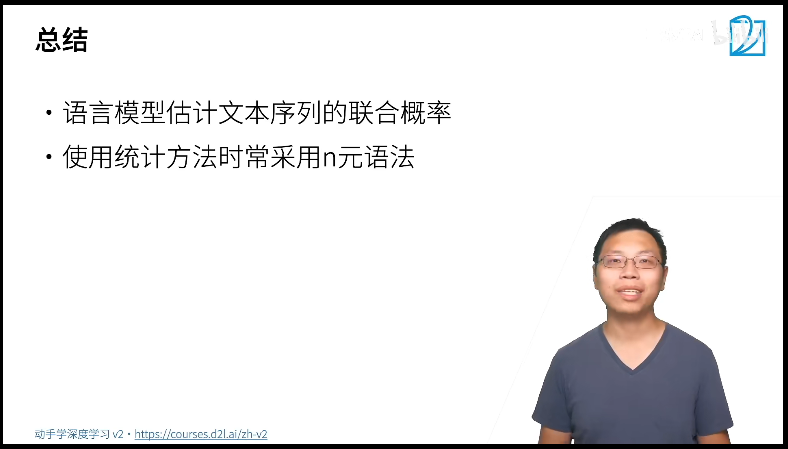 总结
• 语言模型估计文本序列的联合概率
• 使用统计方法时常采用n元语法
动手学深度学习 v2 • https://courses.d2l.ai/zh-v2